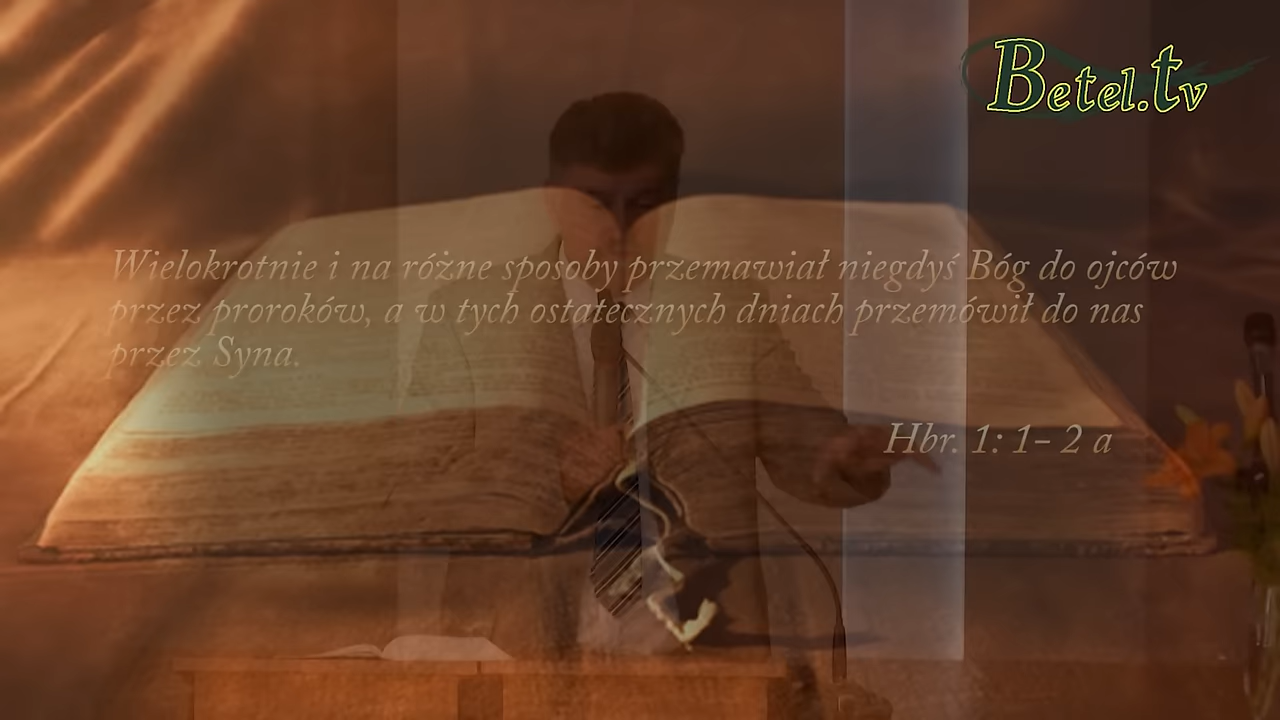 Betel.tv
Wielokrotnie i na różne sposoby przemawiał niegdyś Bóg do ojców
przez proroków, a w tych ostatecznych dniach przemówił do nas
przez Syna.
Hbr. 1: 1- 2 a